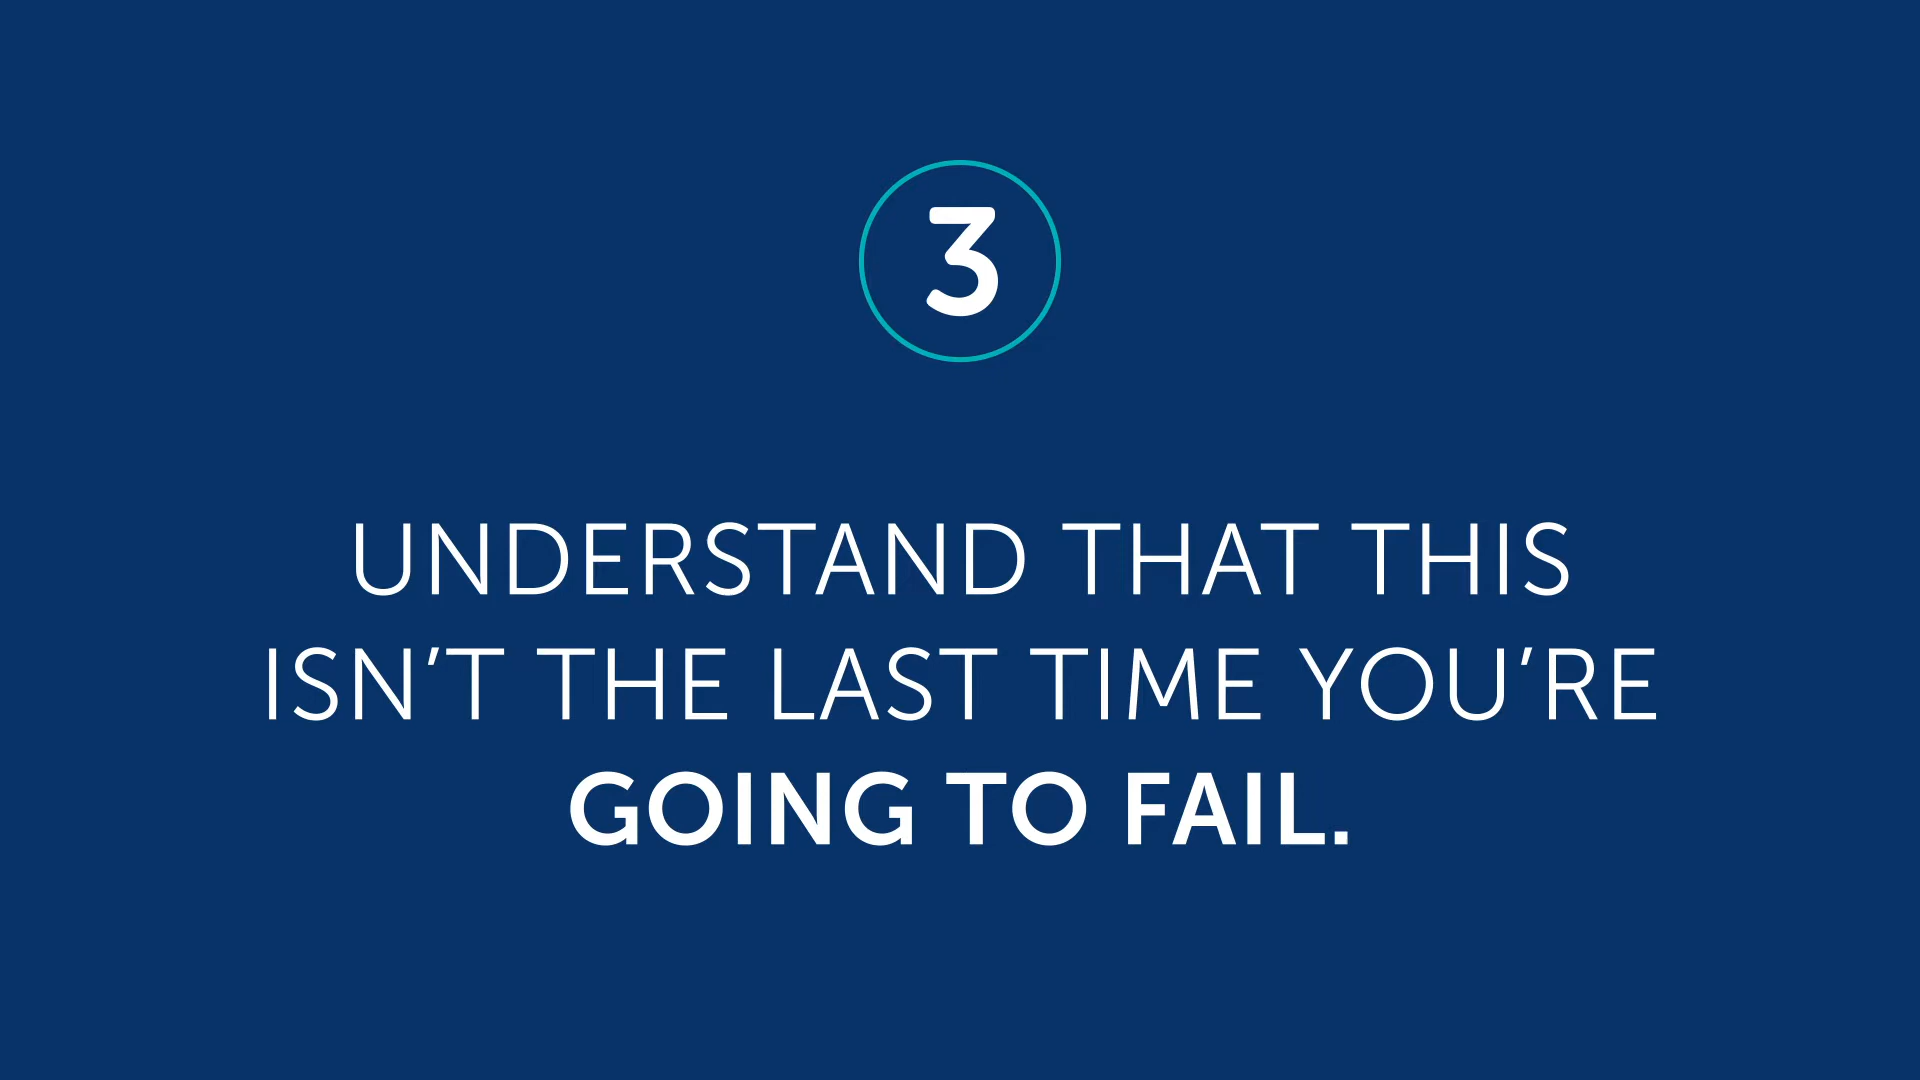 3
UNDERSTAND THAT THIS
ISN’T THE LAST TIME YOU’RE
GOING TO FAIL.